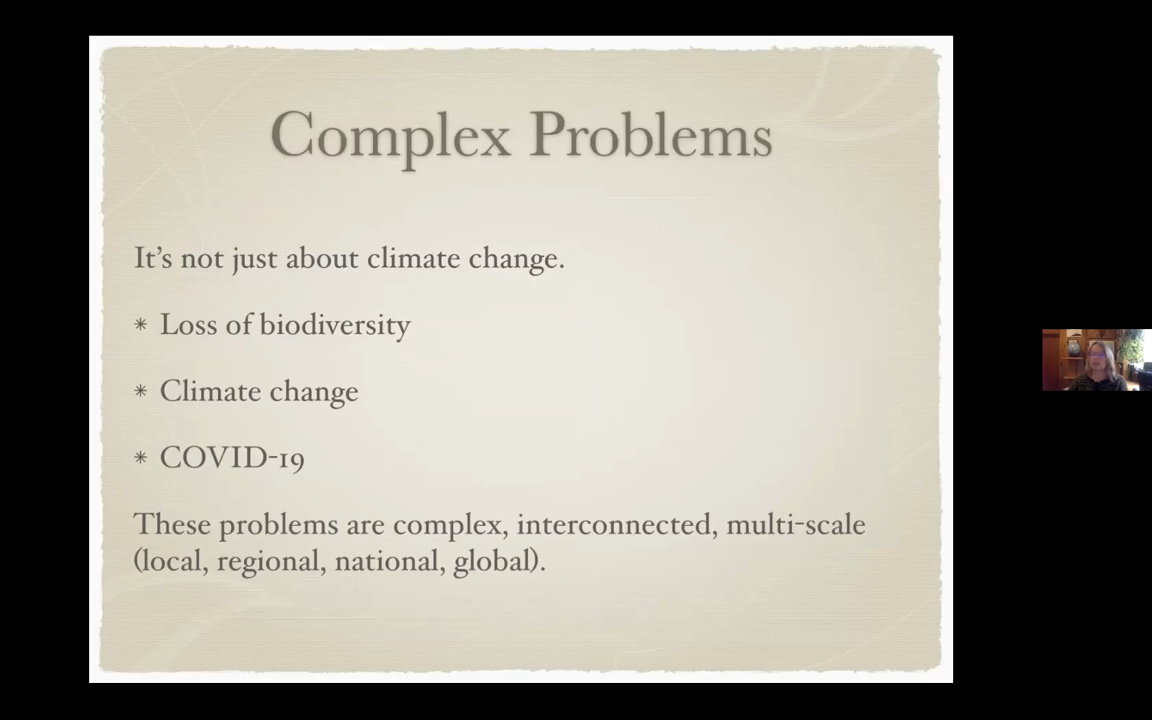 Complex Problems
It’s not just about climate change.
* Loss of biodiversity
* Climate change
* COVID-19
These problems are complex, interconnected, multi-scale
(local, regional, national, global).